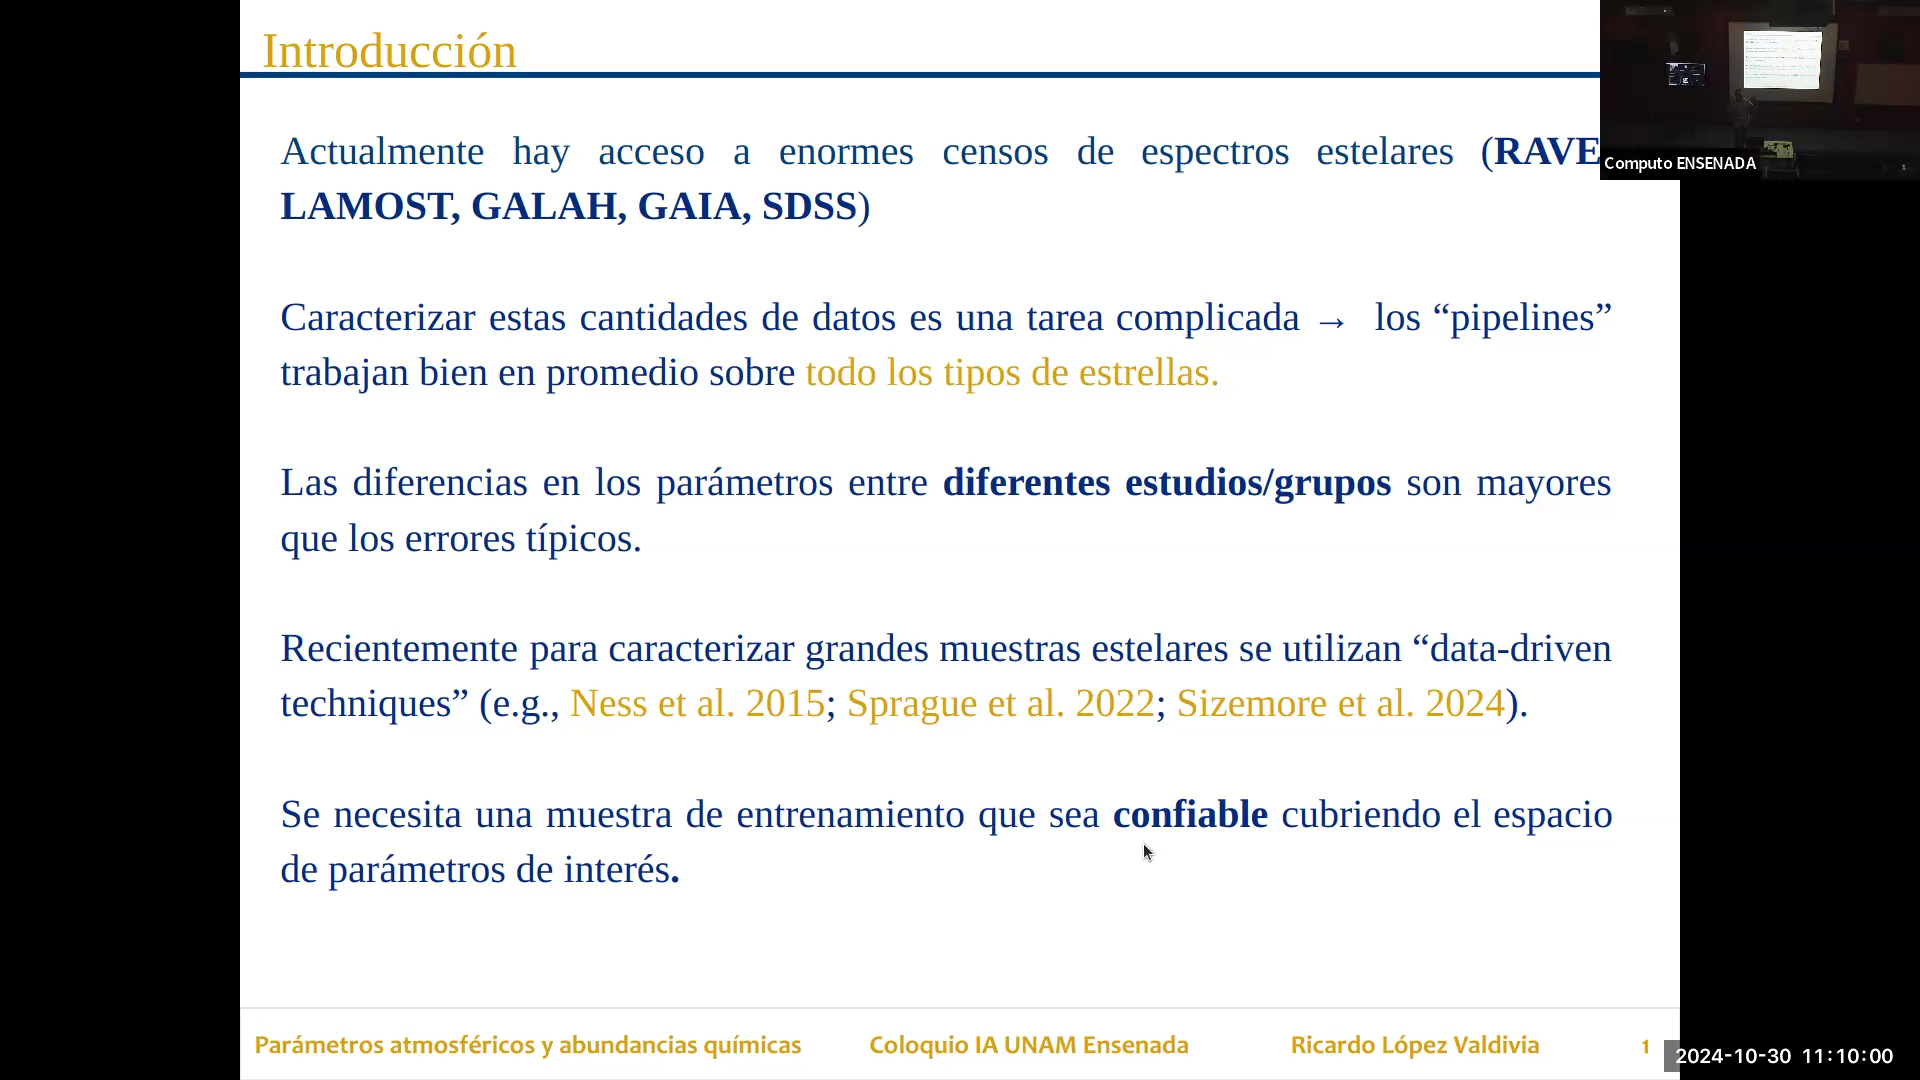 Introducción
Actualmente hay acceso a enormes censos de espectros estelares (RAVE
LAMOST, GALAH, GAIA, SDSS)
Caracterizar estas cantidades de datos es una tarea complicada → los “pipelines”
trabajan bien en promedio sobre todo los tipos de estrellas.
Las diferencias en los parámetros entre diferentes estudios/grupos son mayores
que los errores típicos.
Recientemente para caracterizar grandes muestras estelares se utilizan “data-driven
techniques” (e.g., Ness et al. 2015; Sprague et al. 2022; Sizemore et al. 2024).
Se necesita una muestra de entrenamiento que sea confiable cubriendo el espacio
de parámetros de interés.
Parámetros atmosféricos y abundancias químicas Coloquio IA UNAM Ensenada Ricardo López Valdivia 1
Computo ENSENADA
2024-10-30 11:10:00